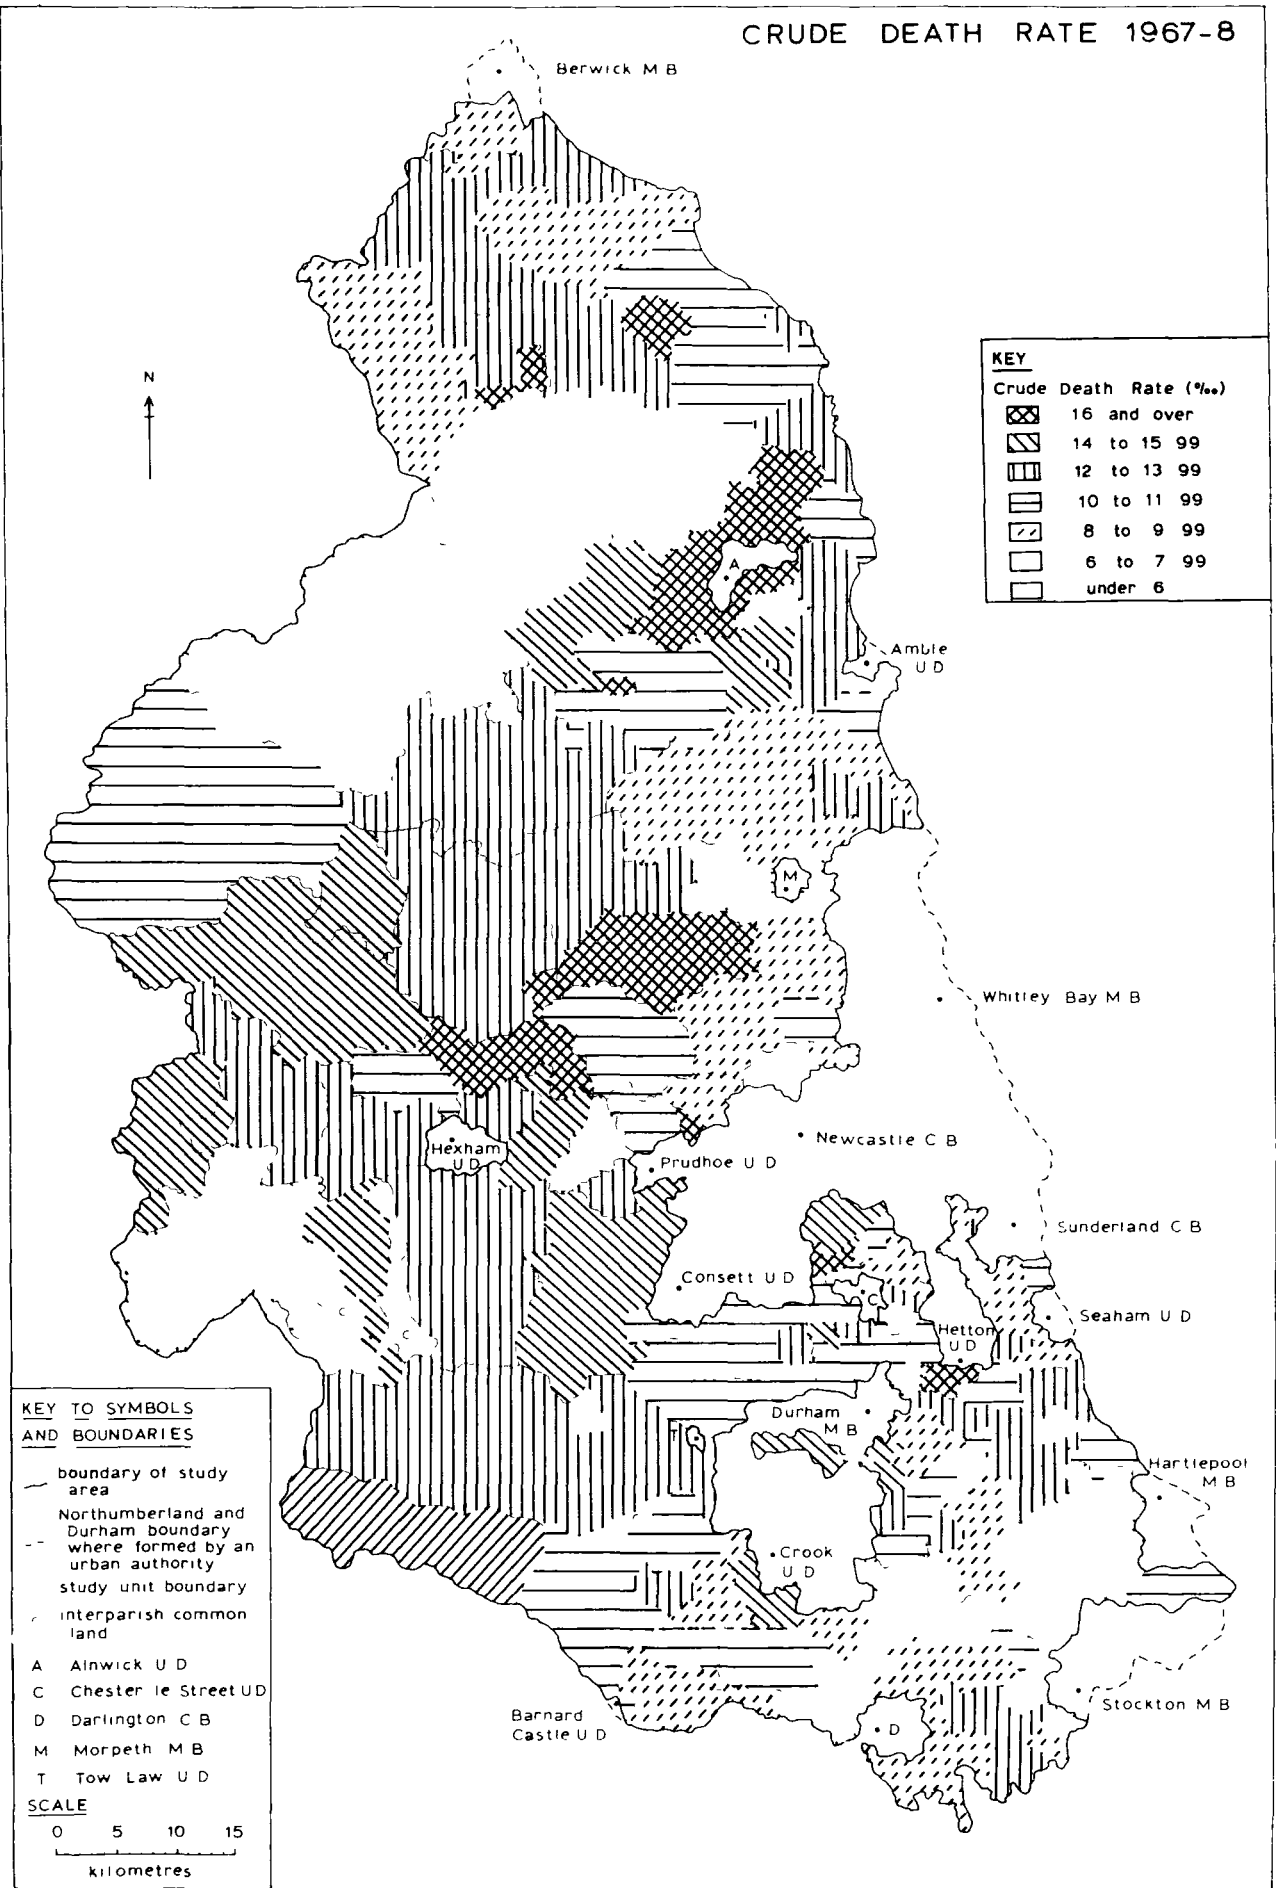 CRUDE DEATH RATE 1967-8
Berwick M B
N
KEY
Crude Death Rate (‰)
16 and over
14 to 15 99
12 to 13 99
10 to 11 99
8 to 9 99
6 to 7 99
under 6
A
Amble
U D
M
Whitley Bay M B
Newcastle C B
Hexham
U D
Prudhoe U D
Sunderland C B
Consett U D
C
Seaham U D
Hetton
U D
Durham
M B
T
Hartlepool
M B
Crook
U D
Stockton M B
Barnard
Castle U D
D
KEY TO SYMBOLS
AND BOUNDARIES
boundary of study
area
Northumberland and
Durham boundary
where formed by an
urban authority
study unit boundary
interparish common
land
A Alnwick U D
C Chester le Street U D
D Darlington C B
M Morpeth M B
T Tow Law U D
SCALE
0 5 10 15
kilometres